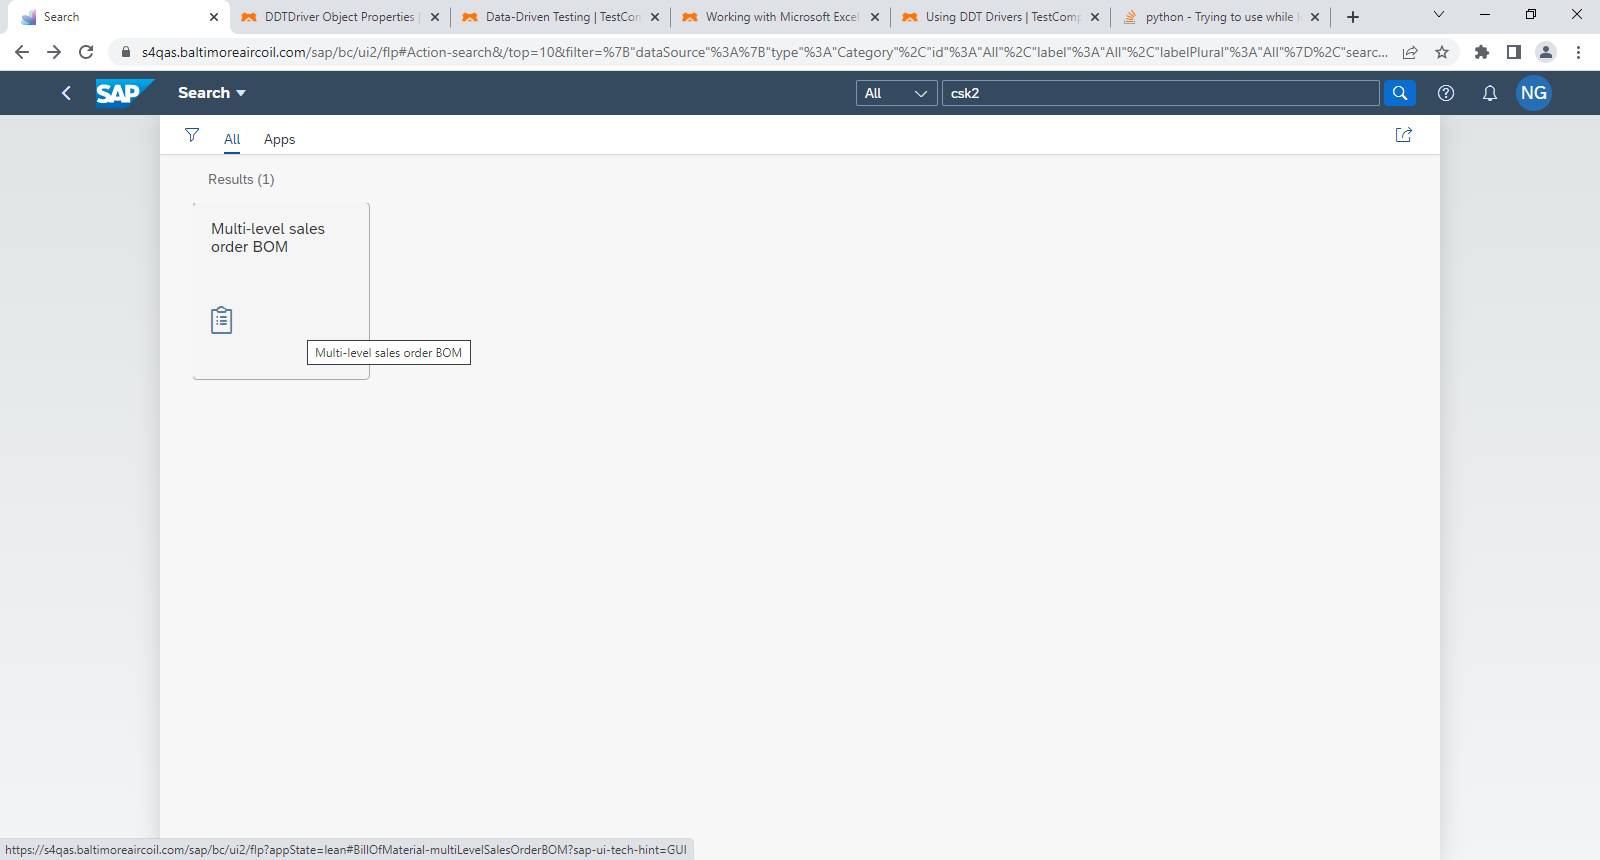 Search
DDTDriver Object Properties
Data-Driven Testing | TestCon
Working with Microsoft Excel
Using DDT Drivers | TestComp
python - Trying to use while l
s4qas.baltimoreaircoil.com/sap/bc/ui2/flp#Action-search&/top=10&filter=%7B"dataSource"%3A%7B"type"%3A"Category"%2C"id"%3A"All"%2C"label"%3A"All"%2C"labelPlural"%3A"All"%7D%2C"searc...
SAP
Search
All
csk2
NG
All
Apps
Results (1)
Multi-level sales
order BOM
Multi-level sales order BOM
https://s4qas.baltimoreaircoil.com/sap/bc/ui2/flp?appState=lean#BillOfMaterial-multiLevelSalesOrderBOM?sap-ui-tech-hint=GUI